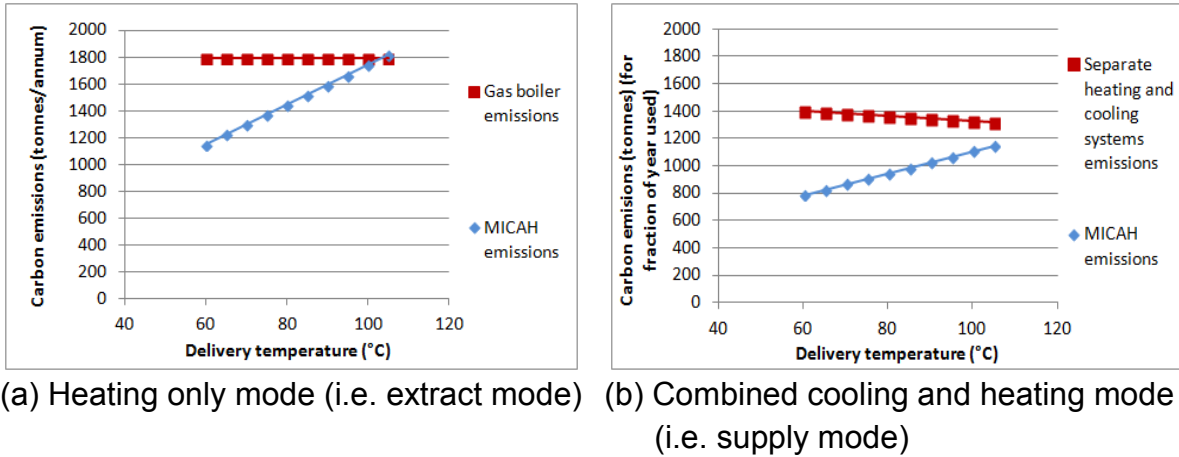 Carbon emissions (tonnes/annum)
2000
1800
1600
1400
1200
1000
800
600
400
200
0
40
60
80
100
120
Delivery temperature (°C)
Gas boiler
emissions
MICAH
emissions
(a) Heating only mode (i.e. extract mode)
Carbon emisions (tonnes) (for
fraction of year used)
2000
1800
1600
1400
1200
1000
800
600
400
200
0
40
60
80
100
120
Delivery temperature (°C)
Separate
heating and
cooling
systems
emissions
MICAH
emissions
(b) Combined cooling and heating mode
(i.e. supply mode)